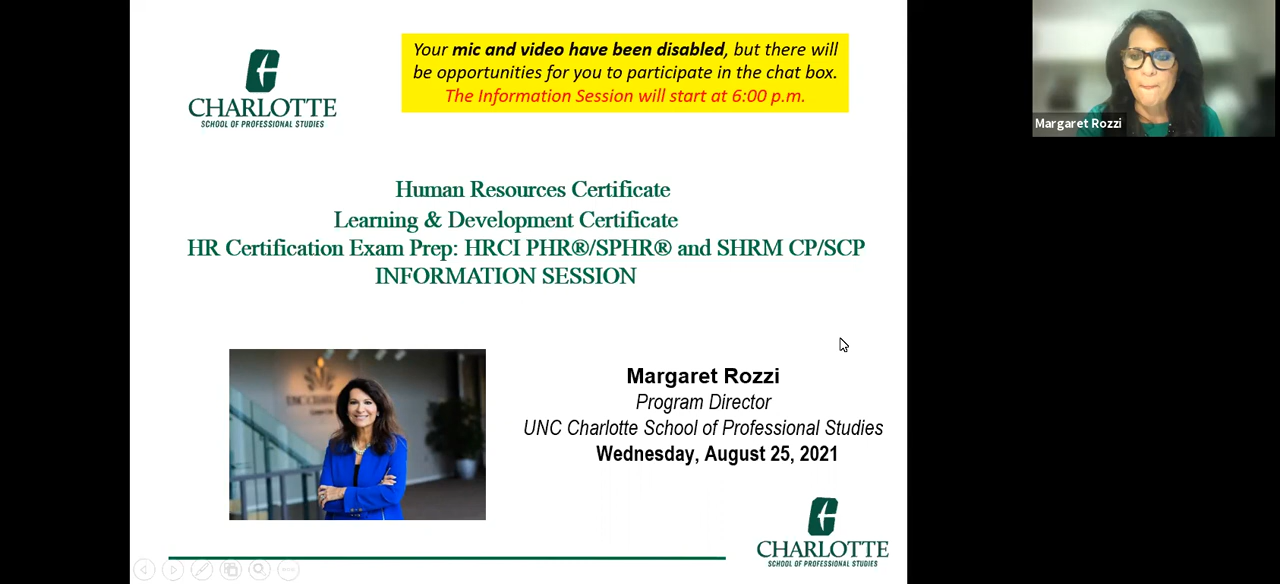 Your mic and video have been disabled, but there will
be opportunities for you to participate in the chat box.
The Information Session will start at 6:00 p.m.
CHARLOTTE
SCHOOL OF PROFESSIONAL STUDIES
Margaret Rozzi
Human Resources Certificate
Learning & Development Certificate
HR Certification Exam Prep: HRCI PHR®/SPHR® and SHRM CP/SCP
INFORMATION SESSION
Margaret Rozzi
Program Director
UNC Charlotte School of Professional Studies
Wednesday, August 25, 2021
CHARLOTTE
SCHOOL OF PROFESSIONAL STUDIES